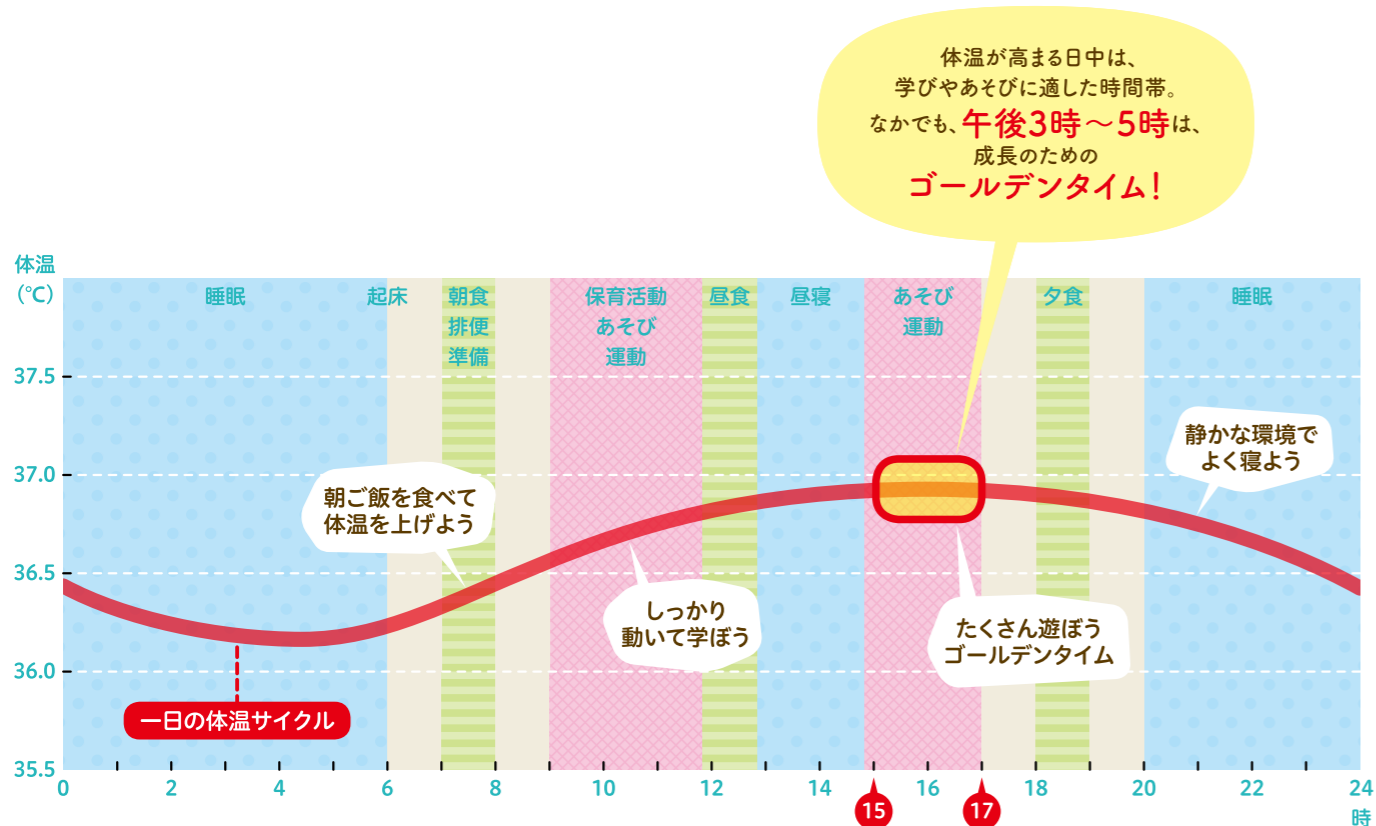 体温が高まる日中は、
学びやあそびに適した時間帯。
なかでも、午後3時～5時は、
成長のための
ゴールデンタイム！
体温
(℃)
睡眠
起床
朝食
排便
準備
保育活動
あそび
運動
昼食
昼寝
あそび
運動
夕食
睡眠
37.5
37.0
36.5
36.0
35.5
朝ご飯を食べて
体温を上げよう
しっかり
動いて学ぼう
たくさん遊ぼう
ゴールデンタイム
静かな環境で
よく寝よう
一日の体温サイクル
0 2 4 6 8 10 12 14 15 16 17 18 20 22 24
時